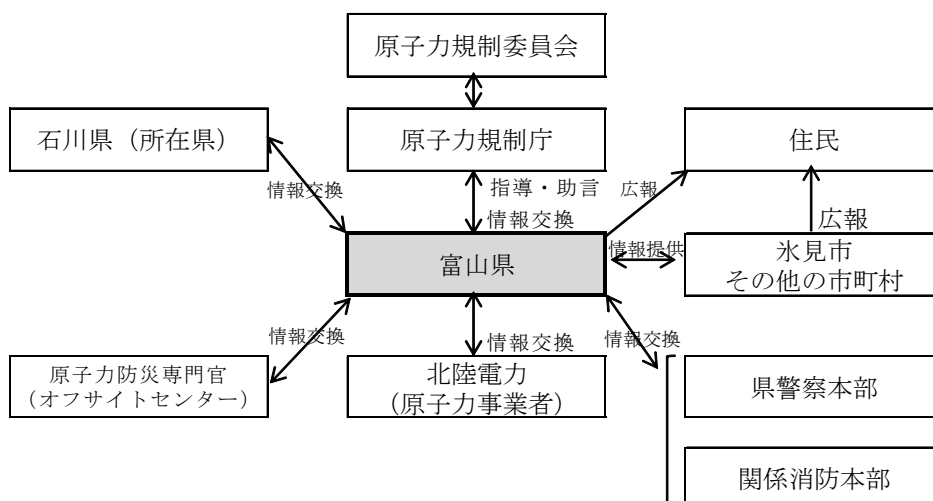 原子力規制委員会
石川県（所在県）
原子力規制庁
住民
情報交換
指導・助言
広報
情報交換
広報
富山県
情報提供
氷見市
その他の市町村
情報交換
情報交換
情報交換
原子力防災専門官
（オフサイトセンター）
北陸電力
（原子力事業者）
県警察本部
関係消防本部